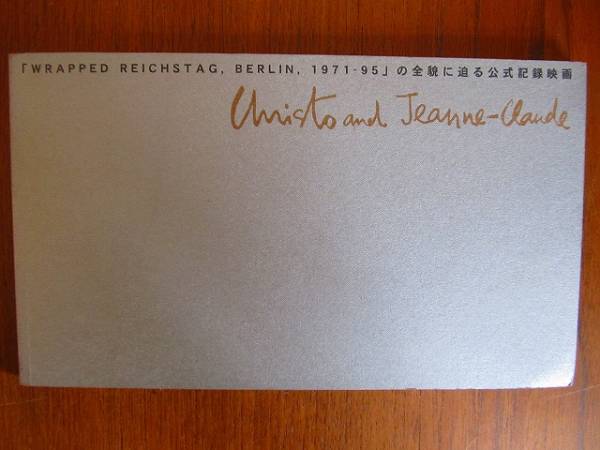 「WRAPPED REICHSTAG, BERLIN, 1971-95」の全貌に迫る公式記録映画
Christo and Jeanne-Claude